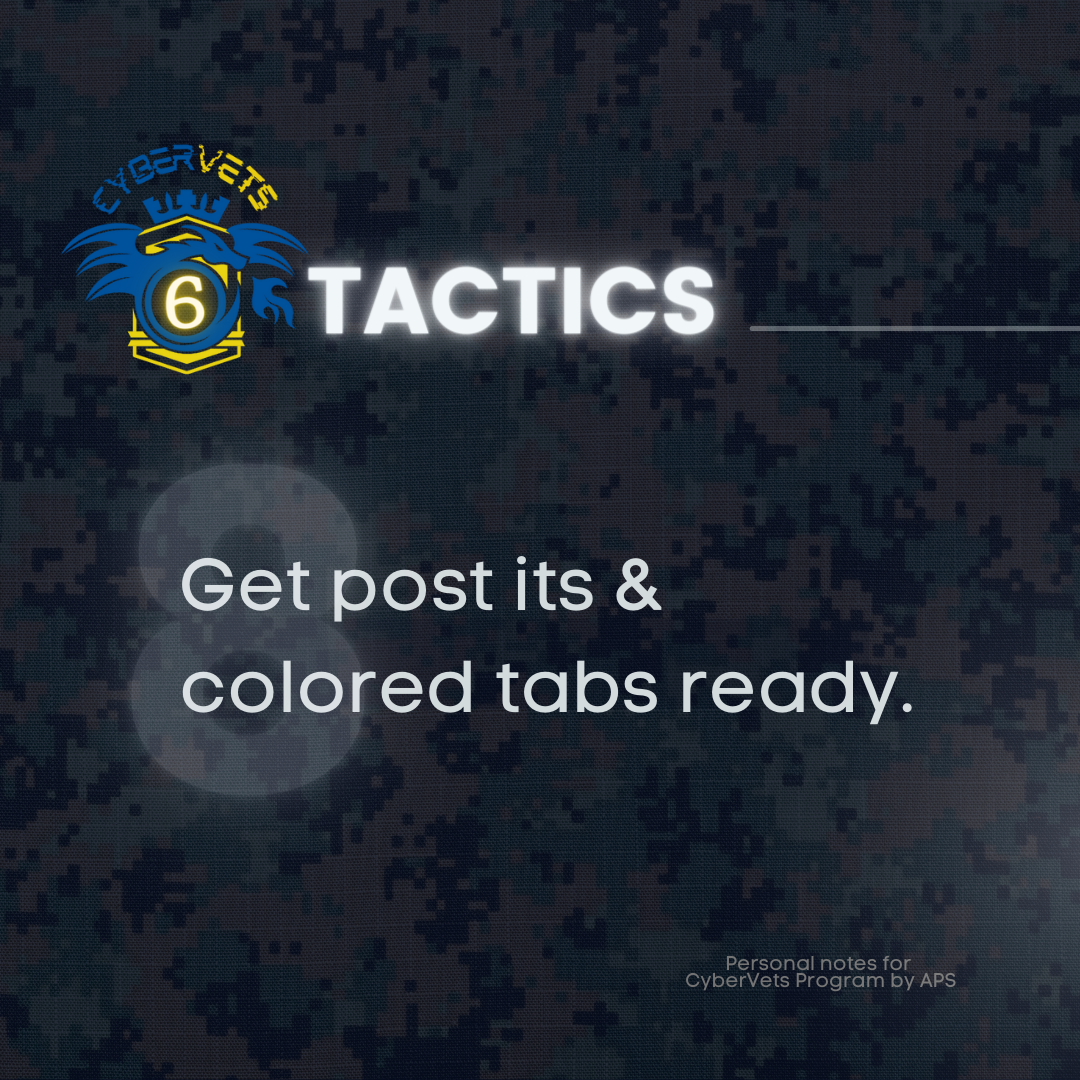 CYBERVETS
6 TACTICS
8
Get post its &
colored tabs ready.
Personal notes for
CyberVets Program by APS